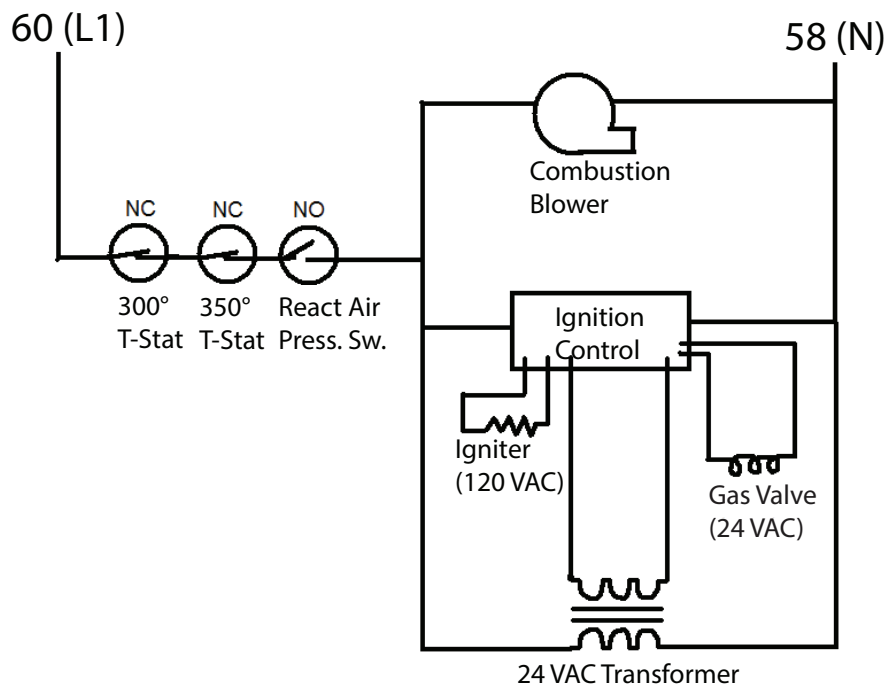 60 (L1)
58 (N)
Combustion
Blower
NC
NC
NO
300°
T-Stat
350°
T-Stat
React Air
Press. Sw.
Ignition
Control
Igniter
(120 VAC)
Gas Valve
(24 VAC)
24 VAC Transformer